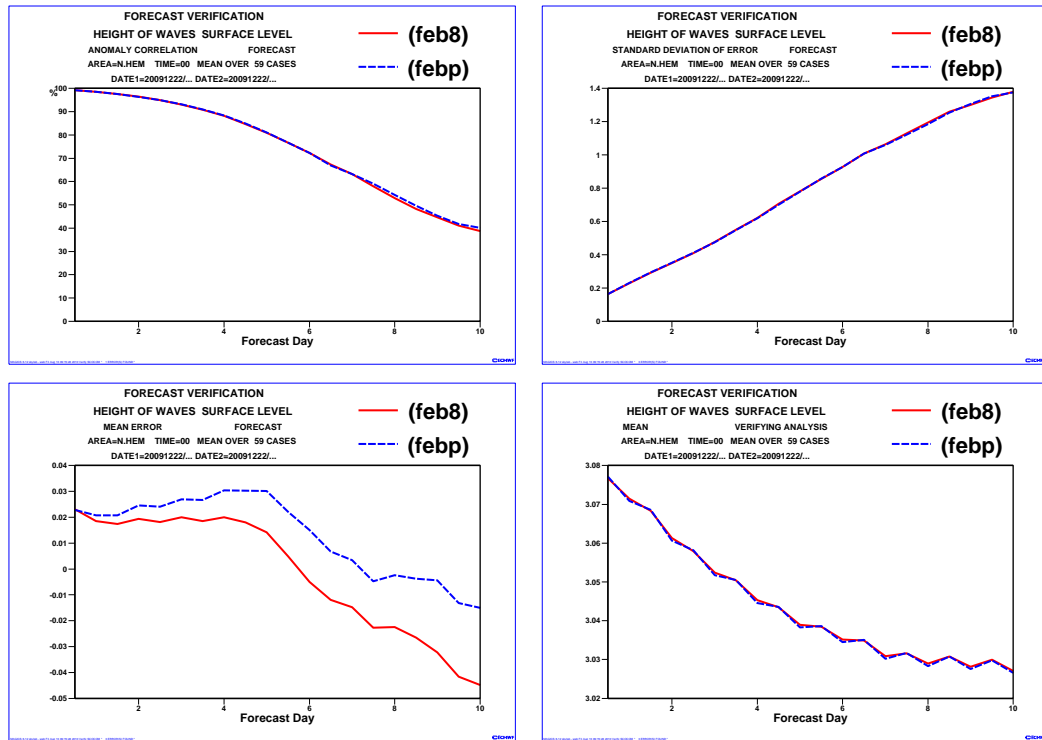 FORECAST VERIFICATION
HEIGHT OF WAVES SURFACE LEVEL
ANOMALY CORRELATION FORECAST
AREA=N.HEM TIME=00 MEAN OVER 59 CASES
DATE1=20091222/... DATE2=20091222/...
(feb8)
(febp)
%
100
90
80
70
60
50
40
30
20
10
0
2 4 6 8 10
Forecast Day
ECMWF
FORECAST VERIFICATION
HEIGHT OF WAVES SURFACE LEVEL
STANDARD DEVIATION OF ERROR FORECAST
AREA=N.HEM TIME=00 MEAN OVER 59 CASES
DATE1=20091222/... DATE2=20091222/...
(feb8)
(febp)
1.4
1.2
1
0.8
0.6
0.4
0.2
0
2 4 6 8 10
Forecast Day
ECMWF
FORECAST VERIFICATION
HEIGHT OF WAVES SURFACE LEVEL
MEAN ERROR FORECAST
AREA=N.HEM TIME=00 MEAN OVER 59 CASES
DATE1=20091222/... DATE2=20091222/...
(feb8)
(febp)
0.04
0.03
0.02
0.01
0
-0.01
-0.02
-0.03
-0.04
-0.05
2 4 6 8 10
Forecast Day
ECMWF
FORECAST VERIFICATION
HEIGHT OF WAVES SURFACE LEVEL
MEAN VERIFYING ANALYSIS
AREA=N.HEM TIME=00 MEAN OVER 59 CASES
DATE1=20091222/... DATE2=20091222/...
(feb8)
(febp)
3.08
3.07
3.06
3.05
3.04
3.03
3.02
2 4 6 8 10
Forecast Day
ECMWF